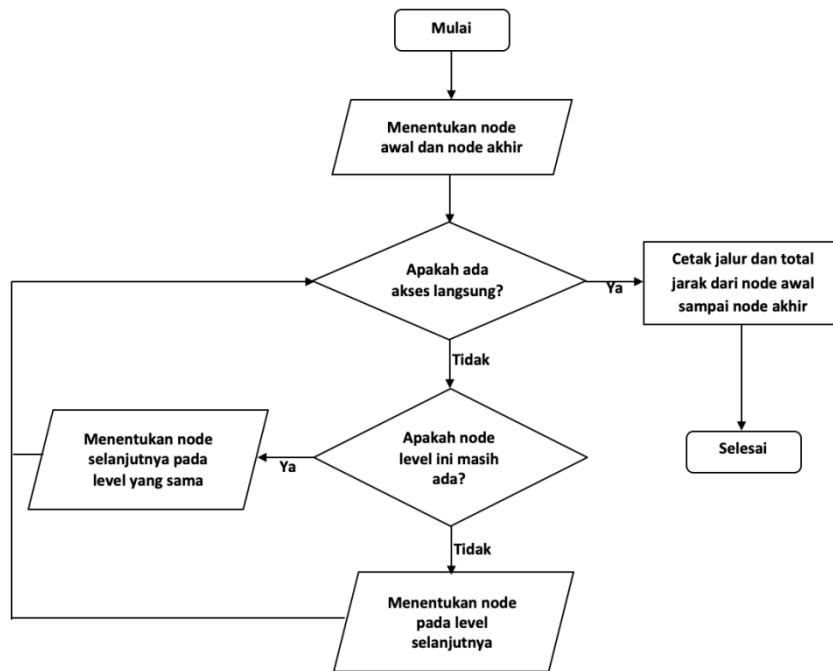 Mulai
Menentukan node
awal dan node akhir
Apakah ada
akses langsung?
Ya
Cetak jalur dan total
jarak dari node awal
sampai node akhir
Tidak
Menentukan node
selanjutnya pada
level yang sama
Ya
Apakah node
level ini masih
ada?
Selesai
Tidak
Menentukan node
pada level
selanjutnya